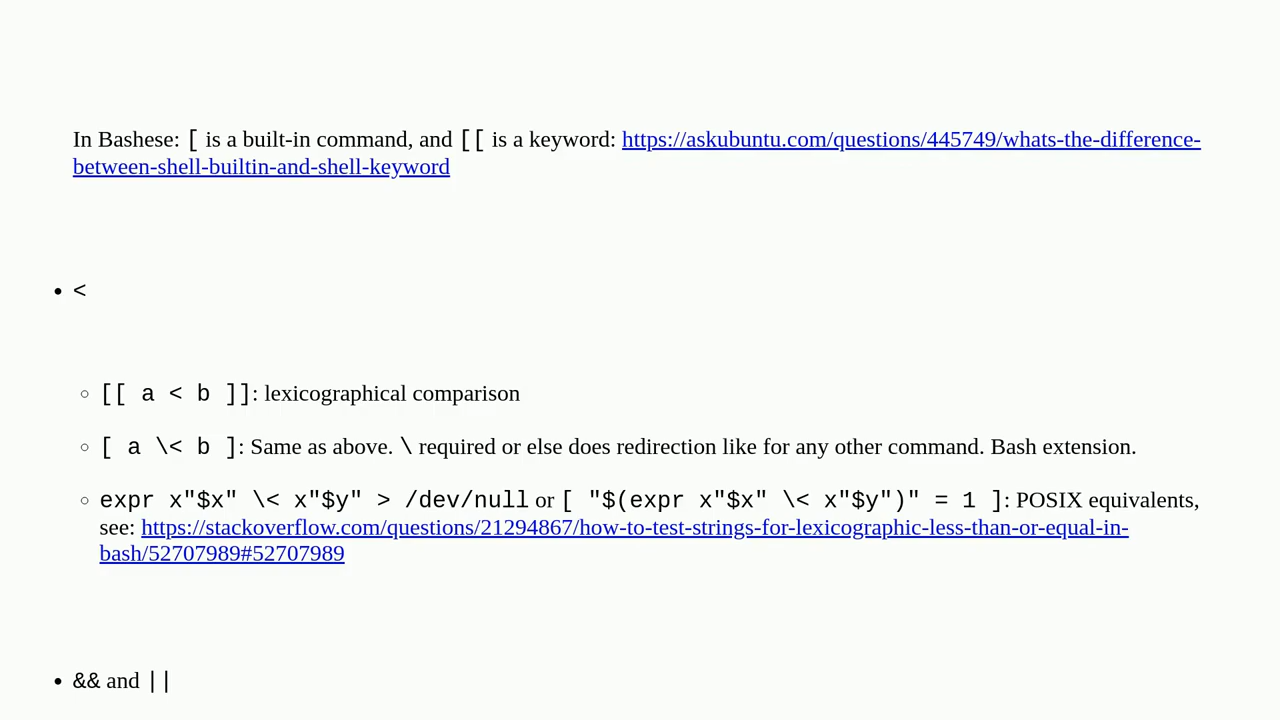 In Bashese: [ is a built-in command, and [[ is a keyword: https://askubuntu.com/questions/445749/whats-the-difference-
between-shell-builtin-and-shell-keyword
• <
◦ [[ a < b ]]: lexicographical comparison
◦ [ a \< b ]: Same as above. \ required or else does redirection like for any other command. Bash extension.
◦ expr x"$x" \< x"$y" > /dev/null or [ "$(expr x"$x" \< x"$y")" = 1 ]: POSIX equivalents,
see: https://stackoverflow.com/questions/21294867/how-to-test-strings-for-lexicographic-less-than-or-equal-in-
bash/52707989#52707989
• && and ||